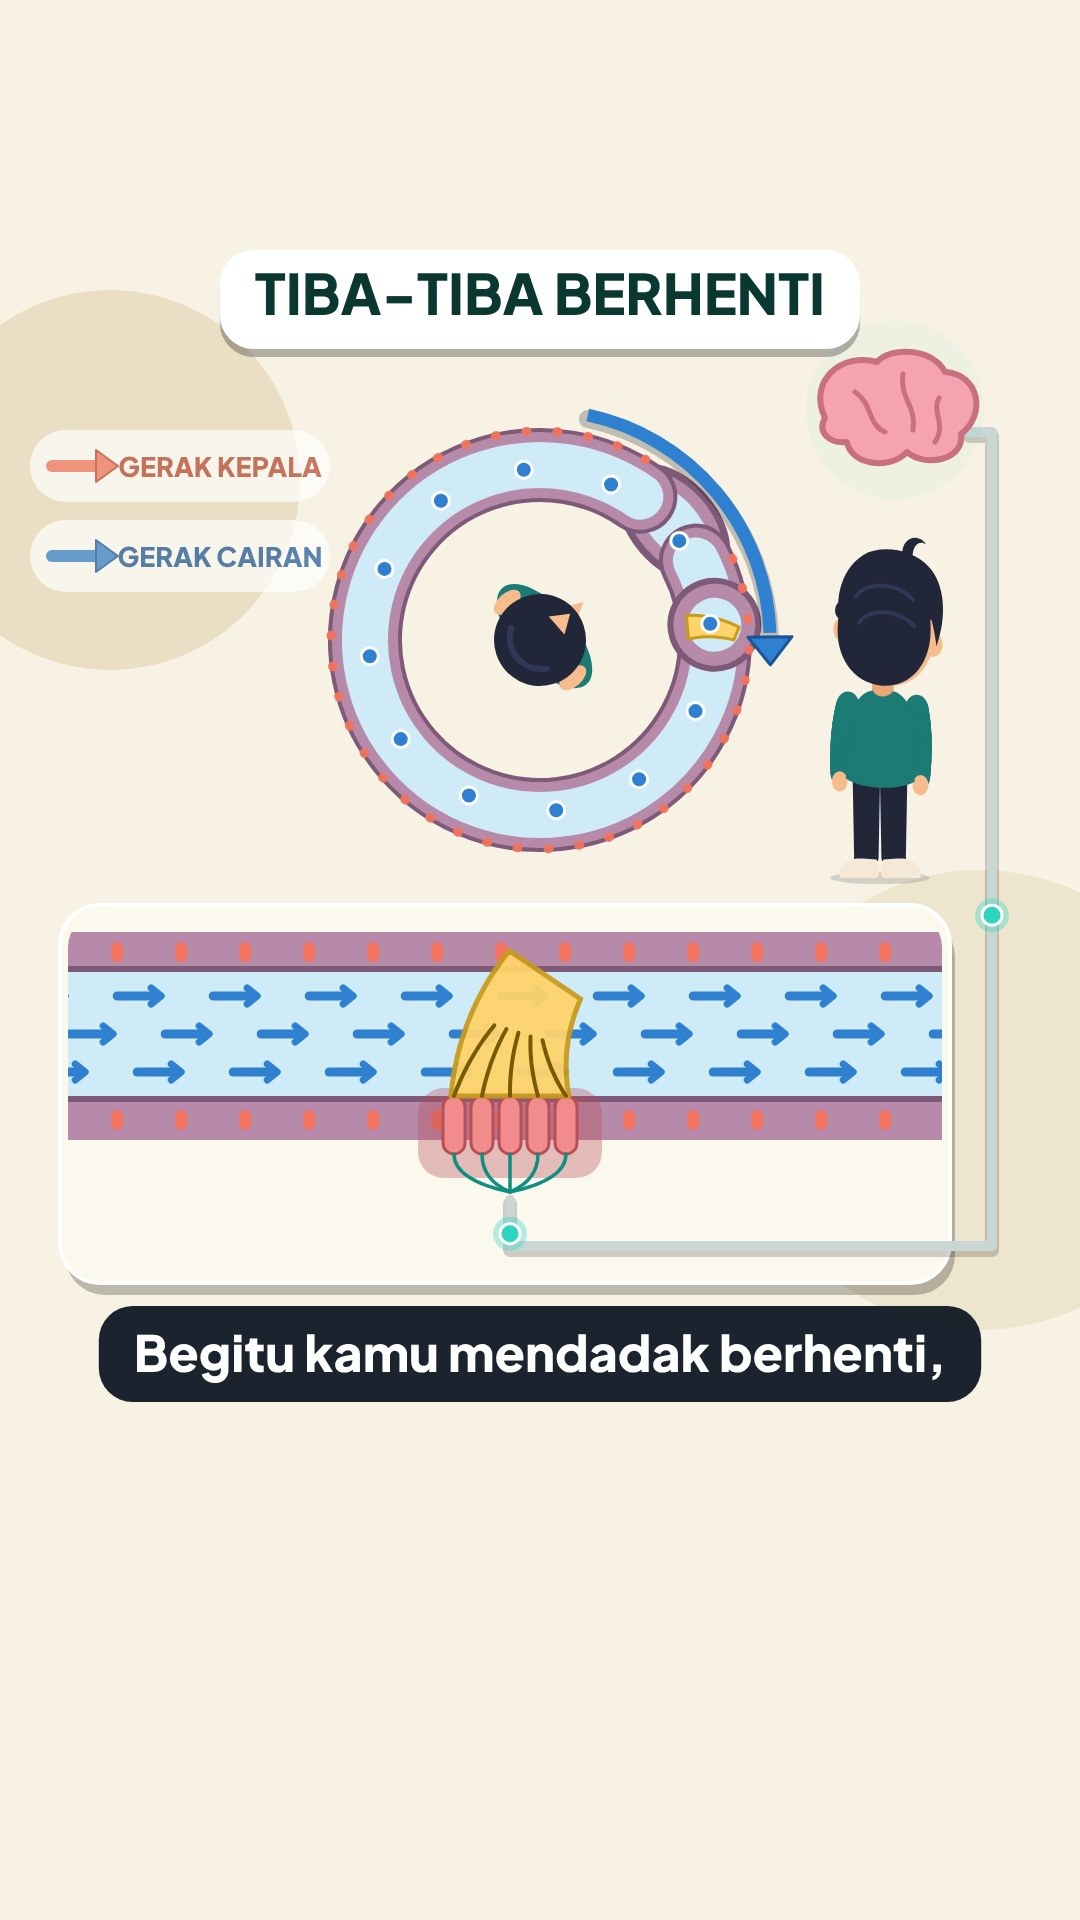 TIBA-TIBA BERHENTI
GERAK KEPALA
GERAK CAIRAN
Begitu kamu mendadak berhenti,